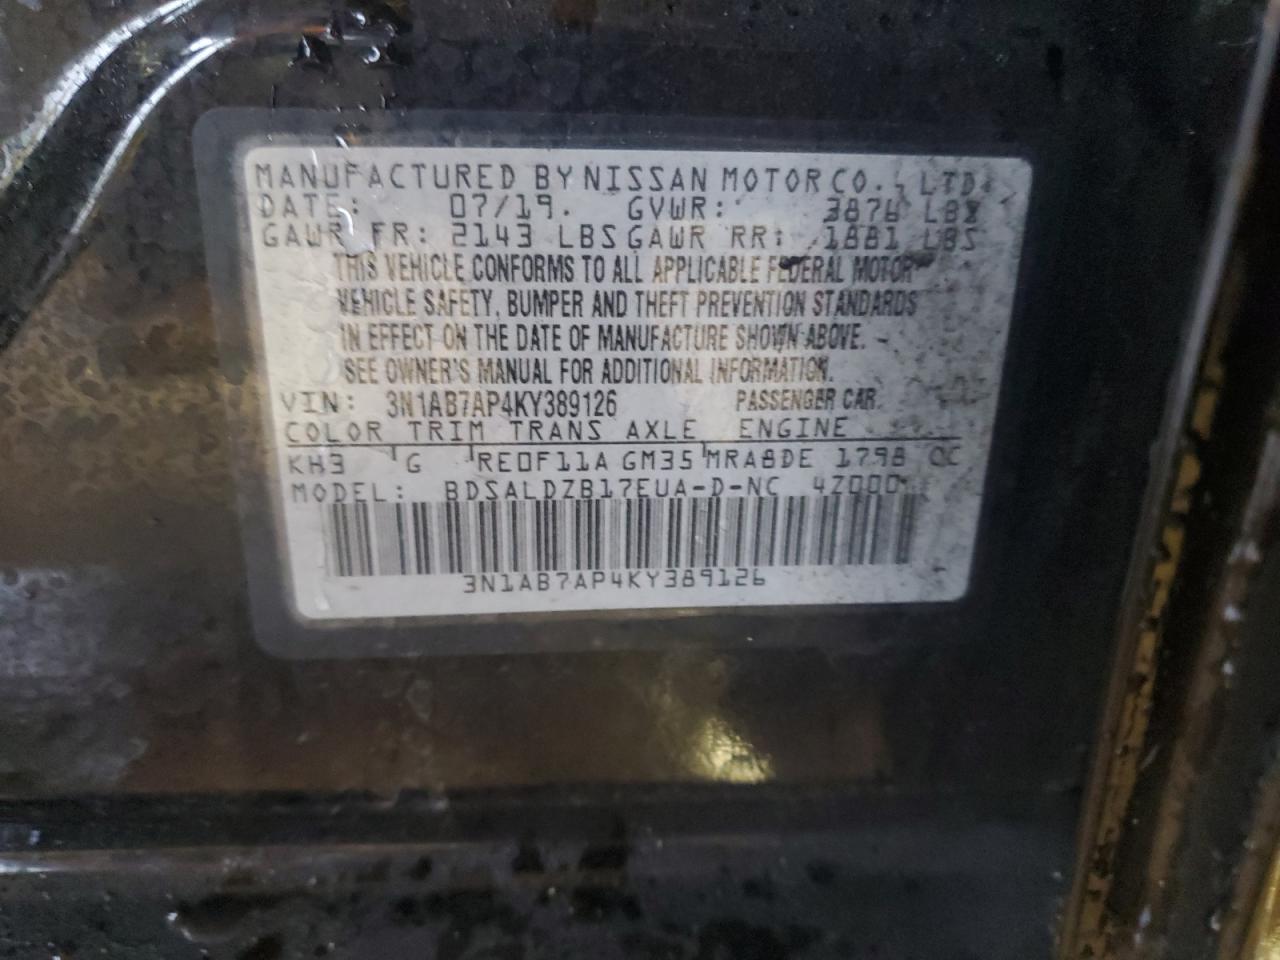 MANUFACTURED BY NISSAN MOTOR CO., LTD.
DATE: 07/19. GVWR: 3876 LBS
GAWR FR: 2143 LBS GAWR RR: 1881 LBS
THIS VEHICLE CONFORMS TO ALL APPLICABLE FEDERAL MOTOR
VEHICLE SAFETY, BUMPER AND THEFT PREVENTION STANDARDS
IN EFFECT ON THE DATE OF MANUFACTURE SHOWN ABOVE.
SEE OWNER'S MANUAL FOR ADDITIONAL INFORMATION.
VIN: 3N1AB7AP4KY389126 PASSENGER CAR
COLOR TRIM TRANS AXLE ENGINE
KH3 G RE0F11A GM35 MRA8DE 1798 CC
MODEL: BDSALDZB17EUA-D-NC 4Z000
3N1AB7AP4KY389126